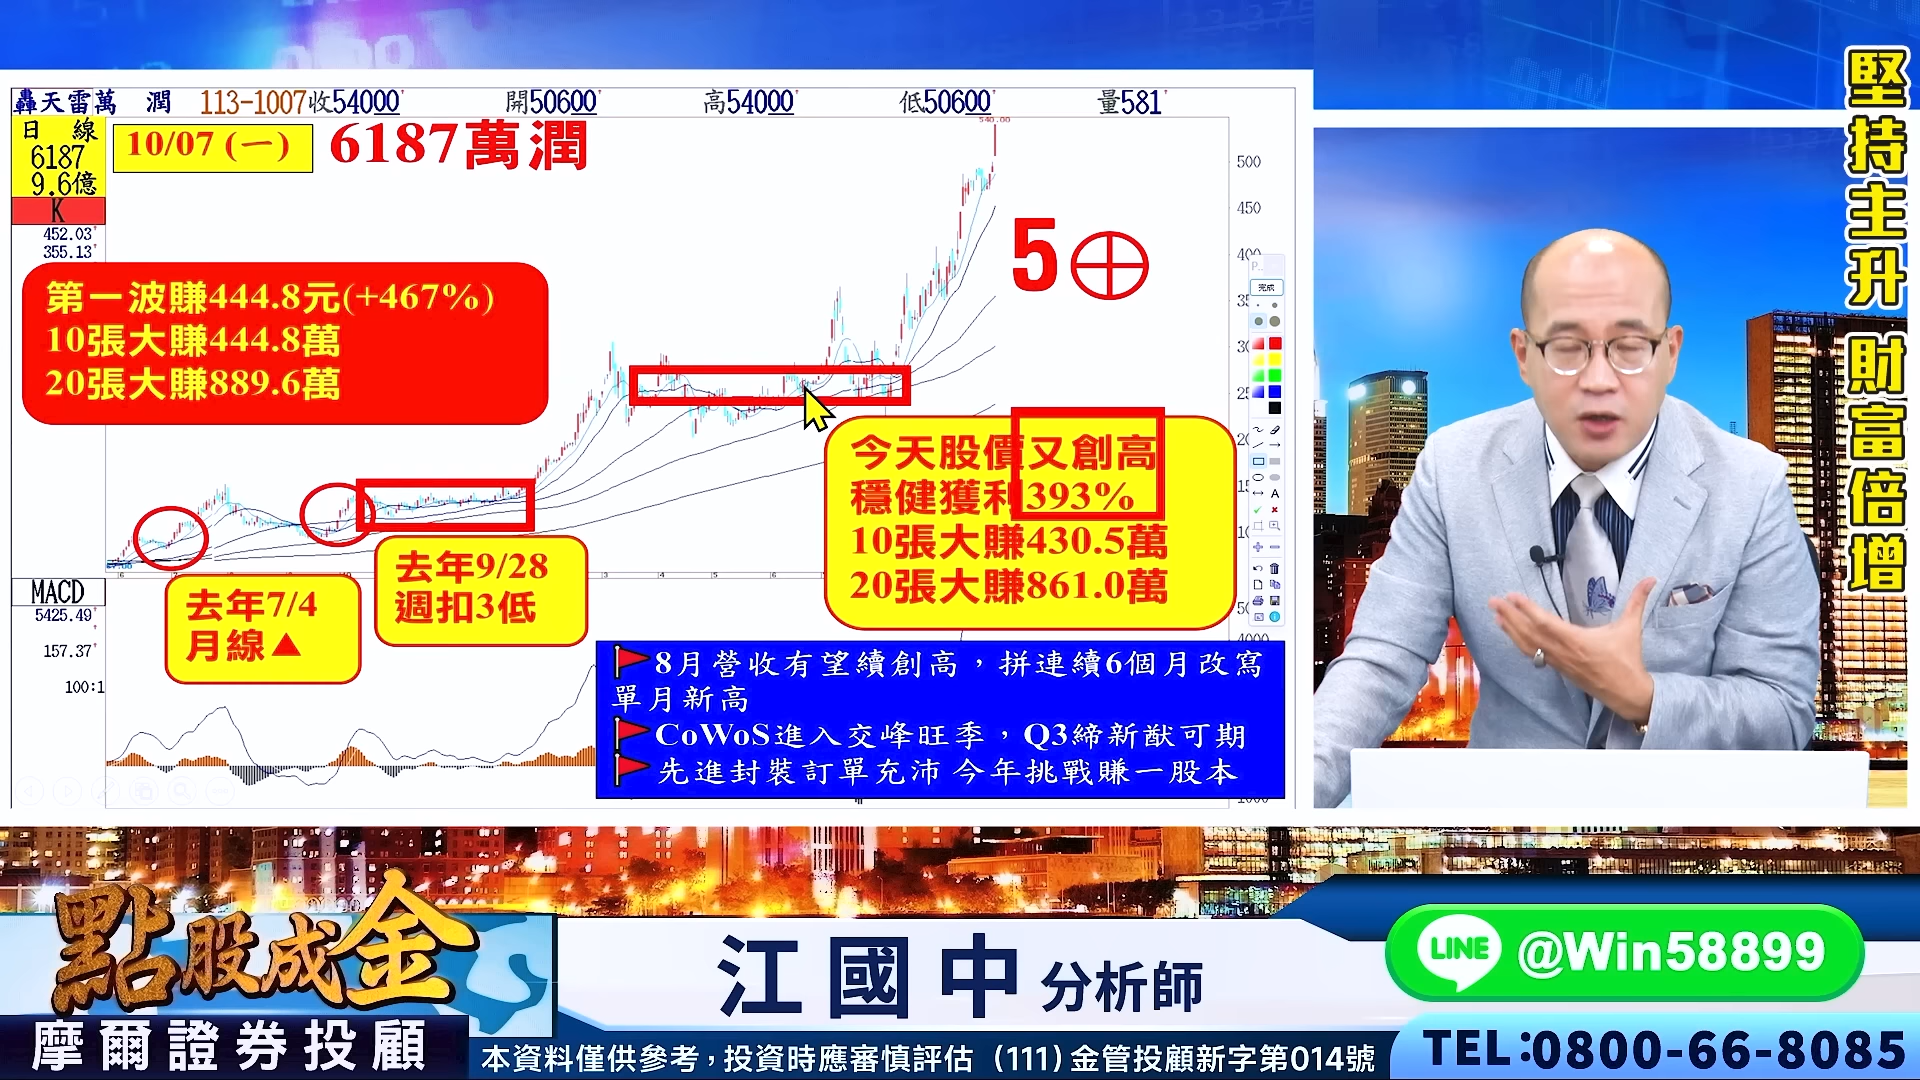 轟天雷萬 潤 113-1007收54000 開50600 高54000 低50600 量581
日 線
6187
9.6億
K
452.03
355.13
10/07 (一)
6187萬潤
540.00
500
450
400
5
第一波賺444.8元(+467%)
10張大賺444.8萬
20張大賺889.6萬
完成
今天股價又創高
穩健獲利393%
10張大賺430.5萬
20張大賺861.0萬
去年9/28
週扣3低
去年7/4
月線▲
MACD
5425.49
157.37
100:1
8月營收有望續創高，拼連續6個月改寫
單月新高
CoWoS進入交峰旺季，Q3締新猷可期
先進封裝訂單充沛 今年挑戰賺一股本
堅持主升 財富倍增
點股成金
摩爾證券投顧
江國中 分析師
本資料僅供參考，投資時應審慎評估 (111) 金管投顧新字第014號
LINE @Win58899
TEL:0800-66-8085